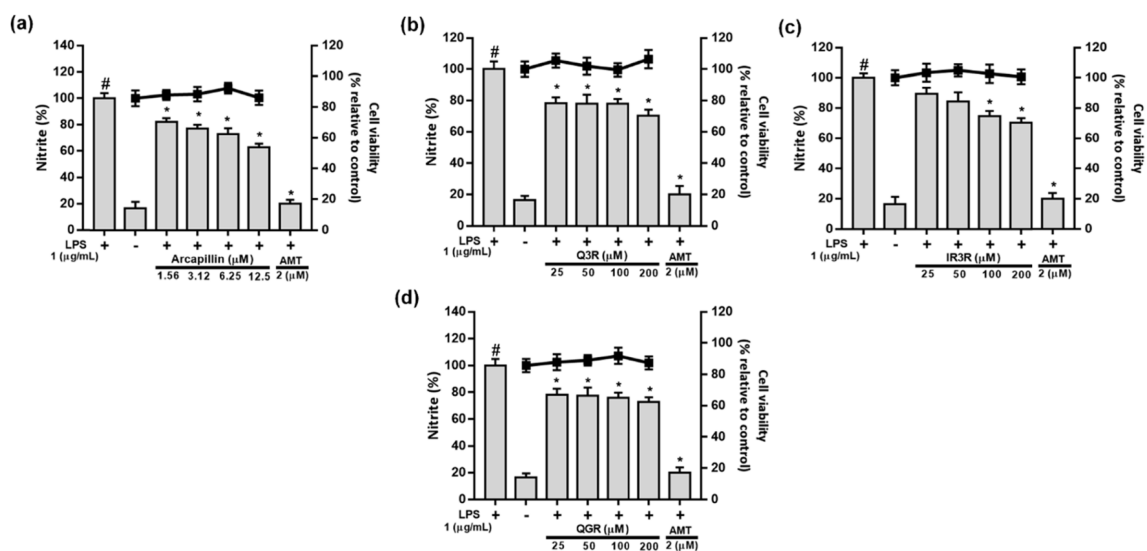 (a)
140
120
100
80
60
40
20
0
Nitrite (%)
#
*
*
*
*
*
120
100
80
60
40
20
0
Cell viability
(% relative to control)
LPS + - + + + + +
1 (μg/mL) Arcapillin (μM) AMT
1.56 3.12 6.25 12.5 2 (μM)
(b)
120
100
80
60
40
20
0
Nitrite (%)
#
*
*
*
*
*
120
100
80
60
40
20
0
Cell viability
(% relative to control)
LPS + - + + + + +
1 (μg/mL) Q3R (μM) AMT
25 50 100 200 2 (μM)
(c)
120
100
80
60
40
20
0
Nitrite (%)
#
*
*
*
120
100
80
60
40
20
0
Cell viability
(% relative to control)
LPS + - + + + + +
1 (μg/mL) IR3R (μM) AMT
25 50 100 200 2 (μM)
(d)
140
120
100
80
60
40
20
0
Nitrite (%)
#
*
*
*
*
*
120
100
80
60
40
20
0
Cell viability
(% relative to control)
LPS + - + + + + +
1 (μg/mL) QGR (μM) AMT
25 50 100 200 2 (μM)